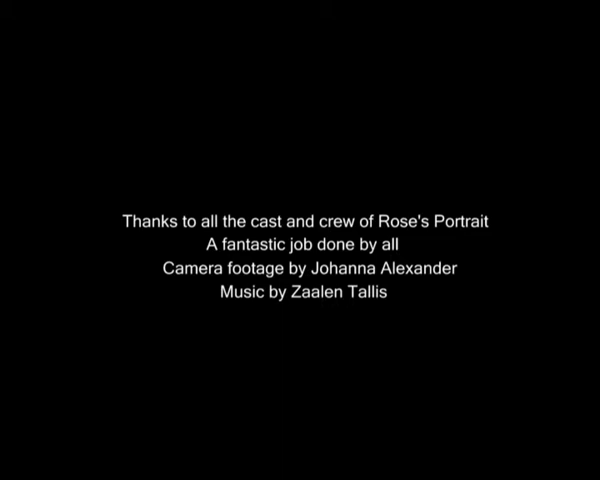 Thanks to all the cast and crew of Rose's Portrait
A fantastic job done by all
Camera footage by Johanna Alexander
Music by Zaalen Tallis